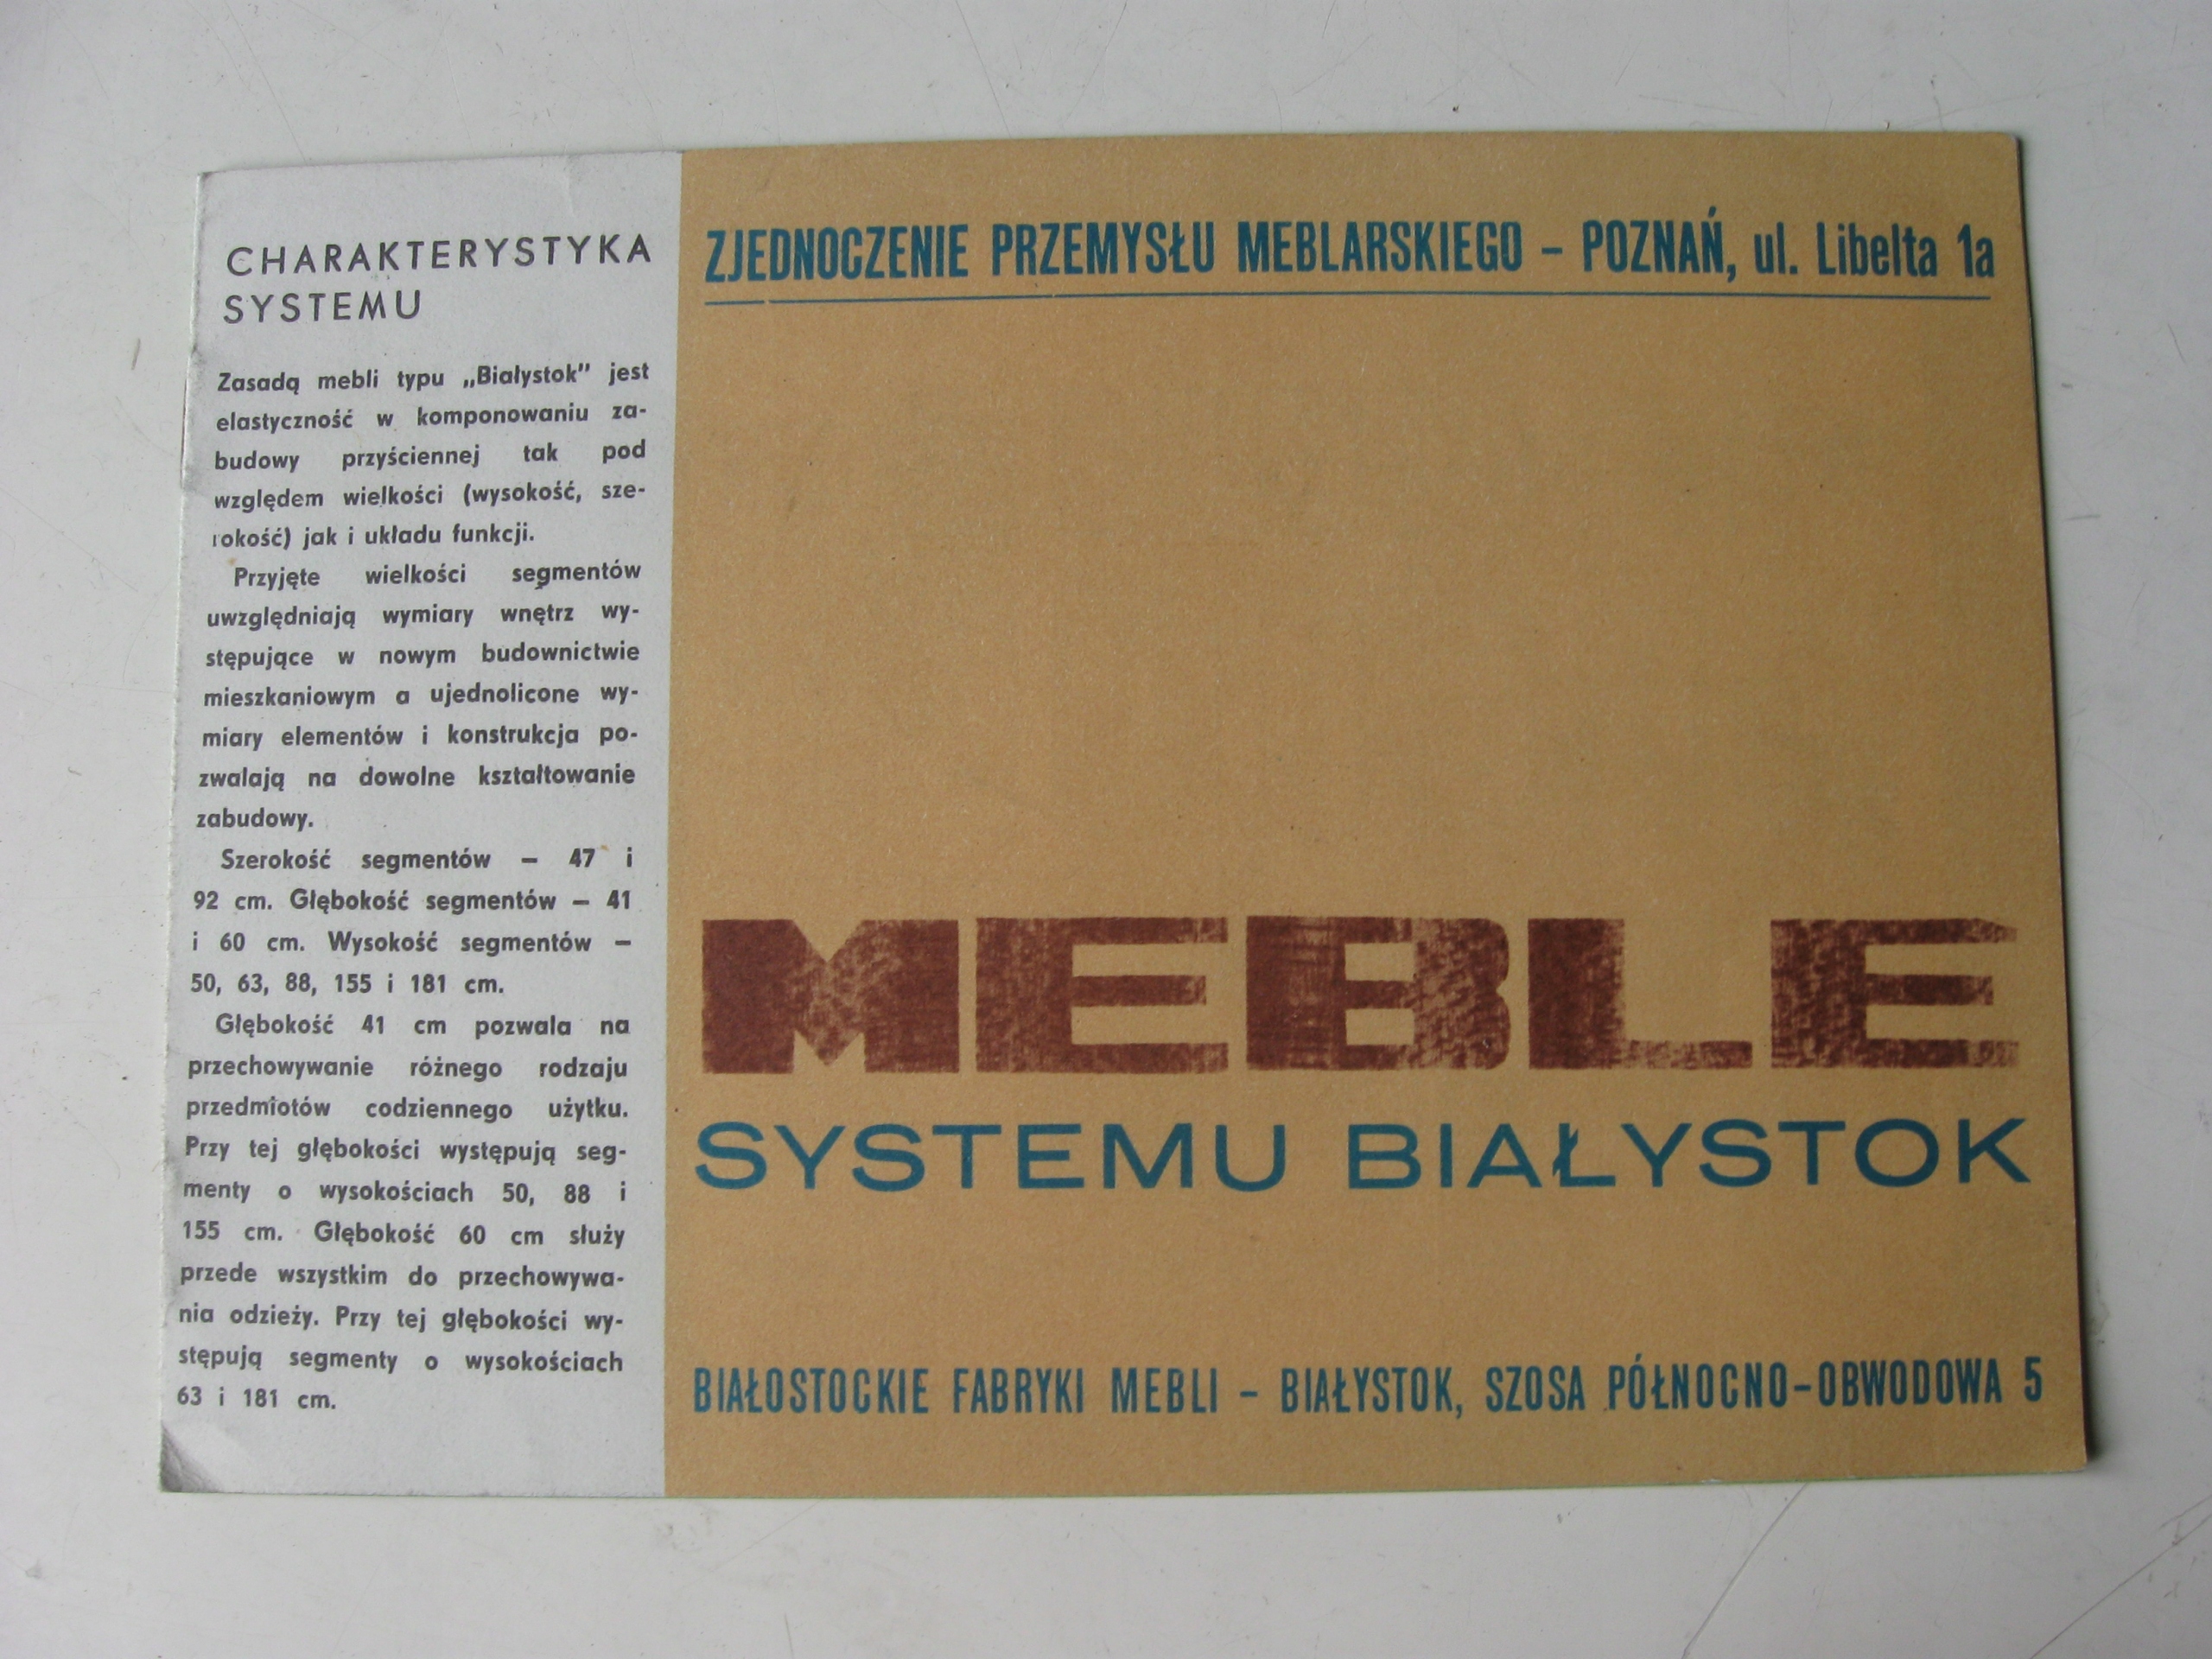 CHARAKTERYSTYKA
SYSTEMU
Zasadą mebli typu „Białystok" jest
elastyczność w komponowaniu za-
budowy przyściennej tak pod
względem wielkości (wysokość, sze-
rokość) jak i układu funkcji.
Przyjęte wielkości segmentów
uwzględniają wymiary wnętrz wy-
stępujące w nowym budownictwie
mieszkaniowym a ujednolicone wy-
miary elementów i konstrukcja po-
zwalają na dowolne kształtowanie
zabudowy.
Szerokość segmentów – 47 i
92 cm. Głębokość segmentów – 41
i 60 cm. Wysokość segmentów –
50, 63, 88, 155 i 181 cm.
Głębokość 41 cm pozwala na
przechowywanie różnego rodzaju
przedmiotów codziennego użytku.
Przy tej głębokości występują seg-
menty o wysokościach 50, 88 i
155 cm. Głębokość 60 cm służy
przede wszystkim do przechowywa-
nia odzieży. Przy tej głębokości wy-
stępują segmenty o wysokościach
63 i 181 cm.
ZJEDNOCZENIE PRZEMYSŁU MEBLARSKIEGO – POZNAŃ, ul. Libelta 1a
MEBLE
SYSTEMU BIAŁYSTOK
BIAŁOSTOCKIE FABRYKI MEBLI – BIAŁYSTOK, SZOSA PÓŁNOCNO-OBWODOWA 5